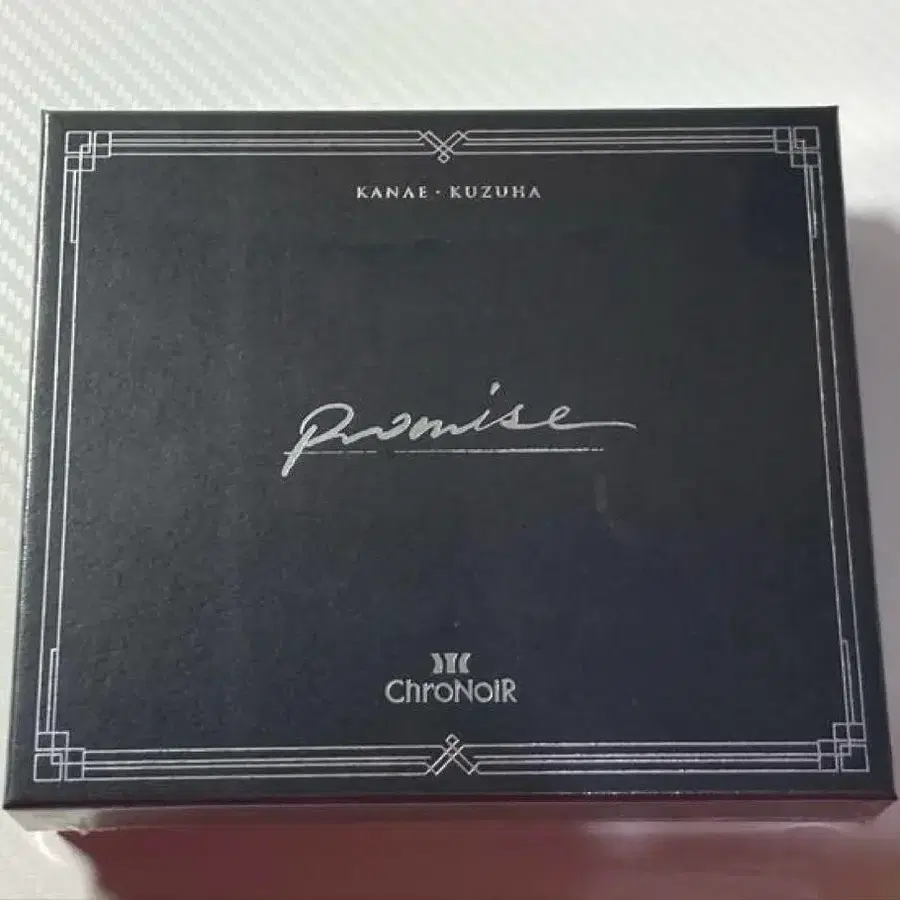 KANAE · KUZUHA
Promise
ChroNoiR